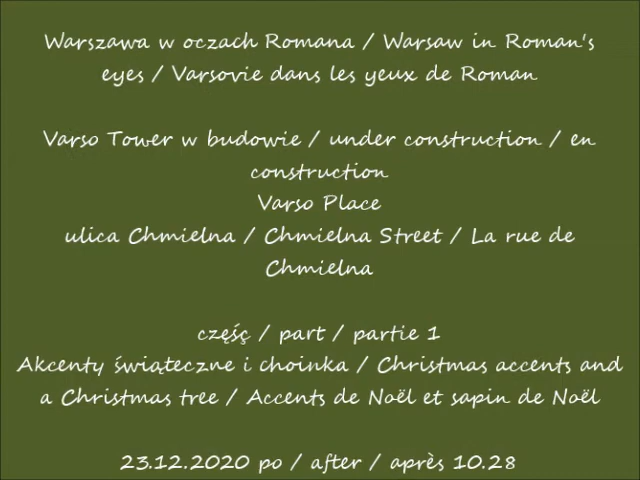 Warszawa w oczach Romana / Warsaw in Roman's
eyes / Varsovie dans les yeux de Roman
Varso Tower w budowie / under construction / en
construction
Varso Place
ulica Chmielna / Chmielna Street / La rue de
Chmielna
częśç / part / partie 1
Akcenty świąteczne i choinka / Christmas accents and
a Christmas tree / Accents de Noël et sapin de Noël
23.12.2020 po / after / après 10.28